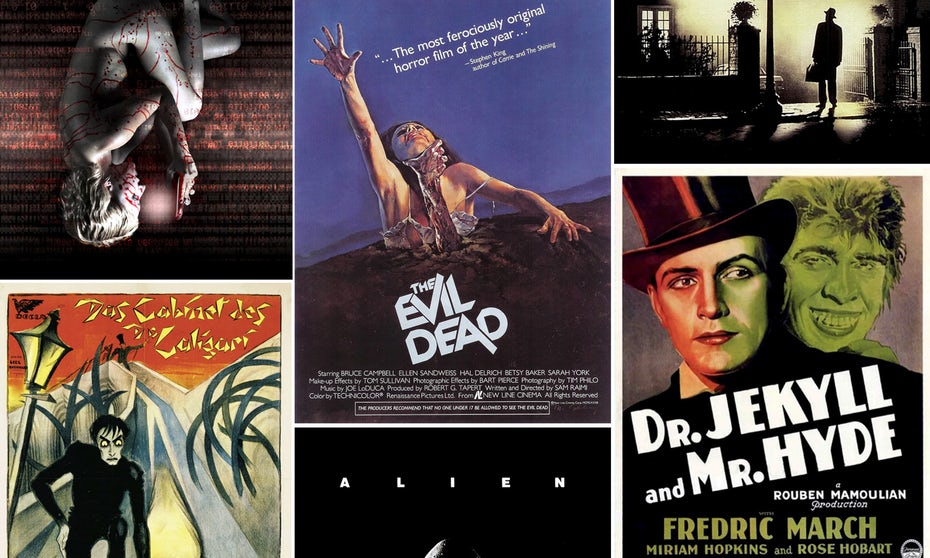 "...The most ferociously original
horror film of the year..."
—Stephen King
author of Carrie and The Shining
THE
EVIL
DEAD
Starring BRUCE CAMPBELL ELLEN SANDWEISS HAL DELRICH BETSY BAKER SARAH YORK
Make-up Effects by TOM SULLIVAN Photographic Effects by BART PIERCE Photography by TIM PHILO
Music by JOE LoDUCA Produced by ROBERT G. TAPERT Written and Directed by SAM RAIMI
Color by TECHNICOLOR® Renaissance Pictures Ltd. From NEW LINE CINEMA All Rights Reserved
THE PRODUCERS RECOMMEND THAT NO ONE UNDER 17 BE ALLOWED TO SEE THE EVIL DEAD
DECLA
Das Cabinet des
Dr. Caligari
ALIEN
DR. JEKYLL
and MR. HYDE
a
ROUBEN MAMOULIAN
Production
WITH
FREDRIC MARCH
MIRIAM HOPKINS and ROSE HOBART